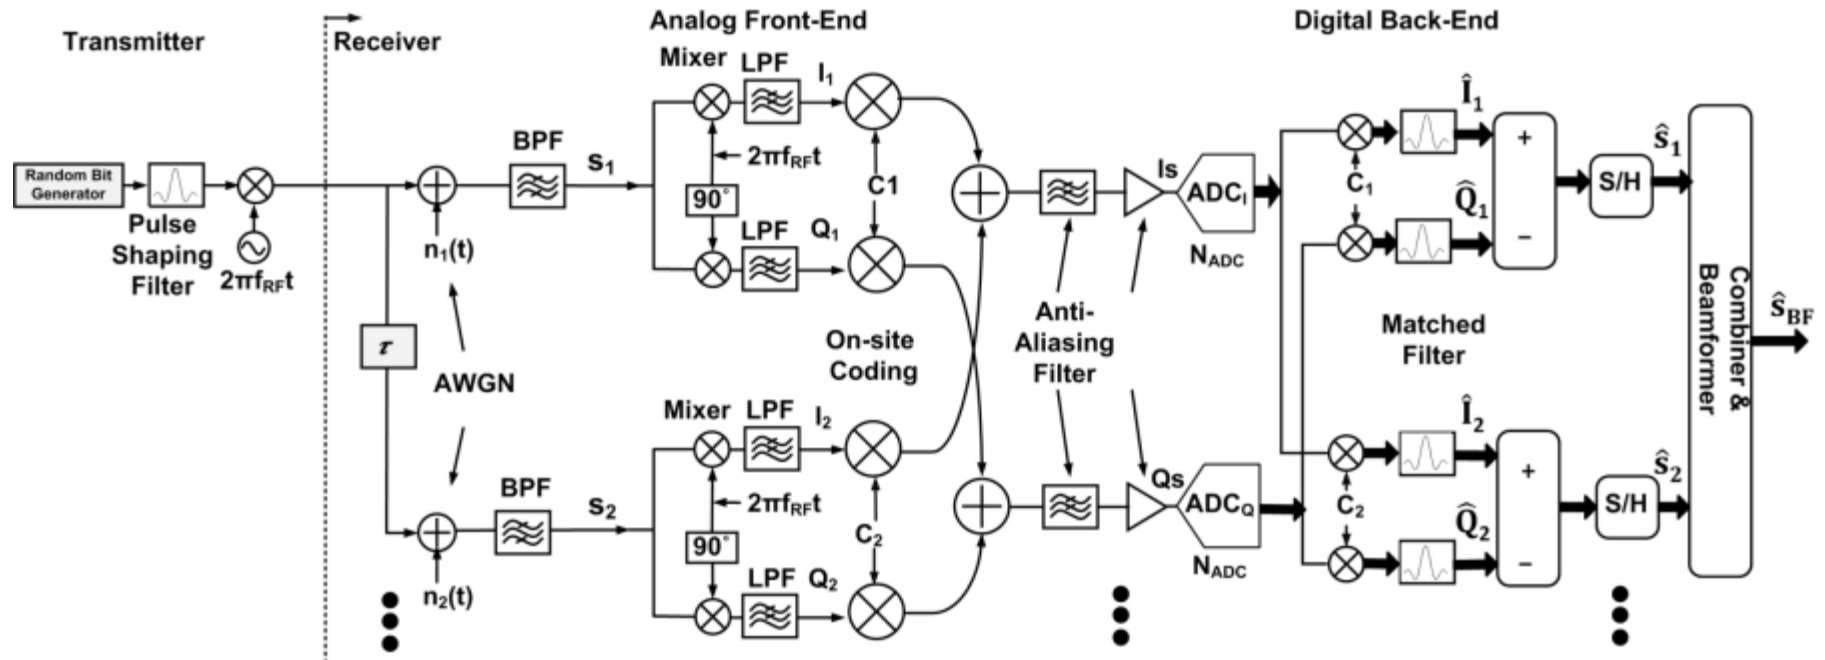 Transmitter
Receiver
Analog Front-End
Digital Back-End
Random Bit
Generator
Pulse
Shaping
Filter
2πf_RFt
τ
n₁(t)
AWGN
n₂(t)
BPF
s₁
BPF
s₂
Mixer
LPF
I₁
2πf_RFt
90°
LPF
Q₁
C1
On-site
Coding
Mixer
LPF
I₂
2πf_RFt
90°
LPF
Q₂
C₂
Anti-
Aliasing
Filter
Is
ADC_I
N_ADC
Qs
ADC_Q
N_ADC
C₁
Î₁
Q̂₁
+
−
S/H
ŝ₁
Matched
Filter
C₂
Î₂
Q̂₂
+
−
S/H
ŝ₂
Combiner &
Beamformer
ŝ_BF